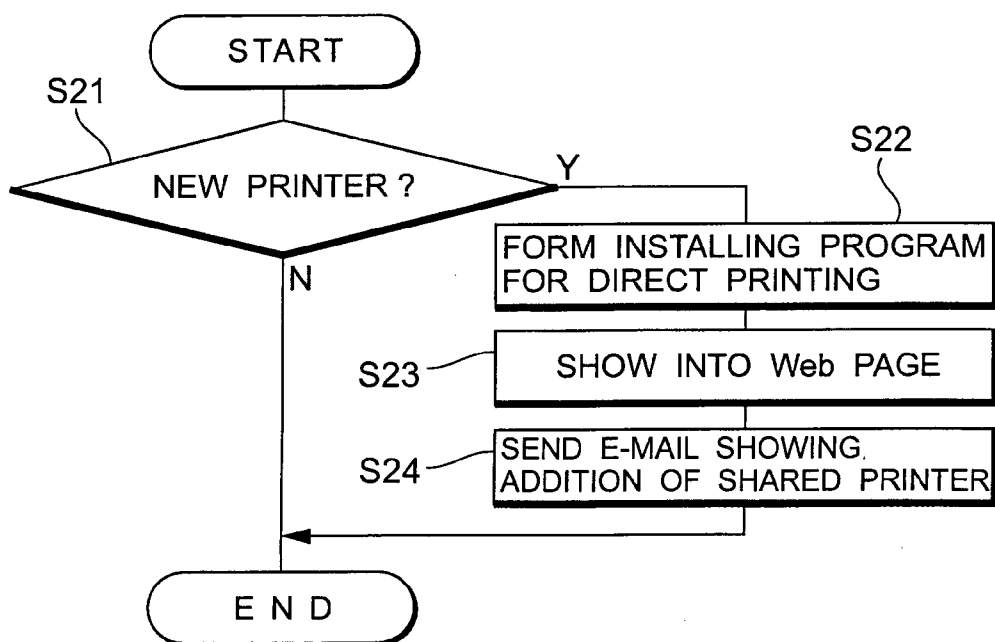 START
S21
NEW PRINTER ?
Y
S22
N
FORM INSTALLING PROGRAM
FOR DIRECT PRINTING
S23
SHOW INTO Web PAGE
S24
SEND E-MAIL SHOWING
ADDITION OF SHARED PRINTER
END